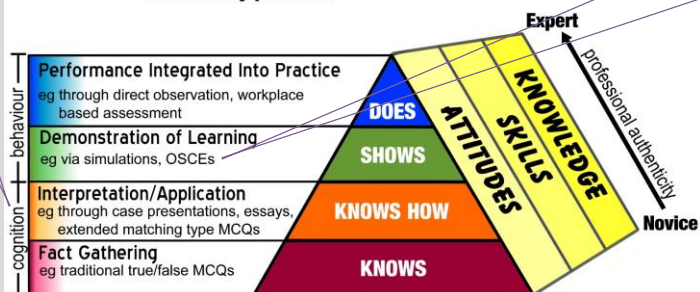 Expert
Performance Integrated Into Practice
eg through direct observation, workplace
based assessment
DOES
Demonstration of Learning
eg via simulations, OSCEs
SHOWS
Interpretation/Application
eg through case presentations, essays,
extended matching type MCQs
KNOWS HOW
Fact Gathering
eg traditional true/false MCQs
KNOWS
behaviour
cognition
ATTITUDES
SKILLS
KNOWLEDGE
professional authenticity
Novice